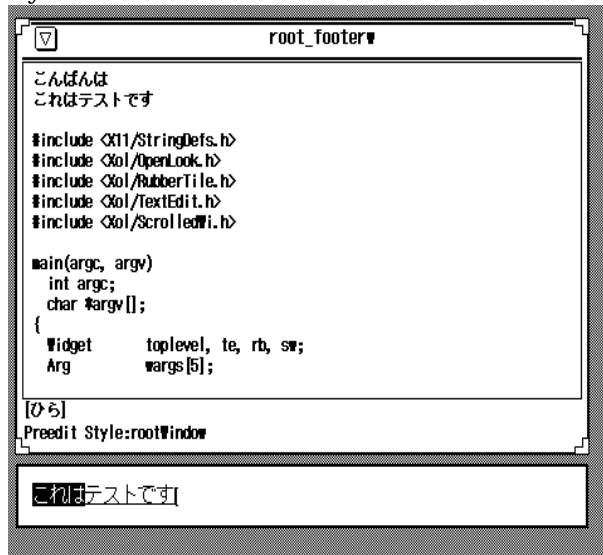 root_footerw
こんばんは
これはテストです
#include <X11/StringDefs.h>
#include <Xol/OpenLook.h>
#include <Xol/RubberTile.h>
#include <Xol/TextEdit.h>
#include <Xol/ScrolledWi.h>
main(argc, argv)
int argc;
char *argv[];
{
Widget toplevel, te, rb, sw;
Arg wargs[5];
[ひら]
Preedit Style:rootWindow
これはテストです